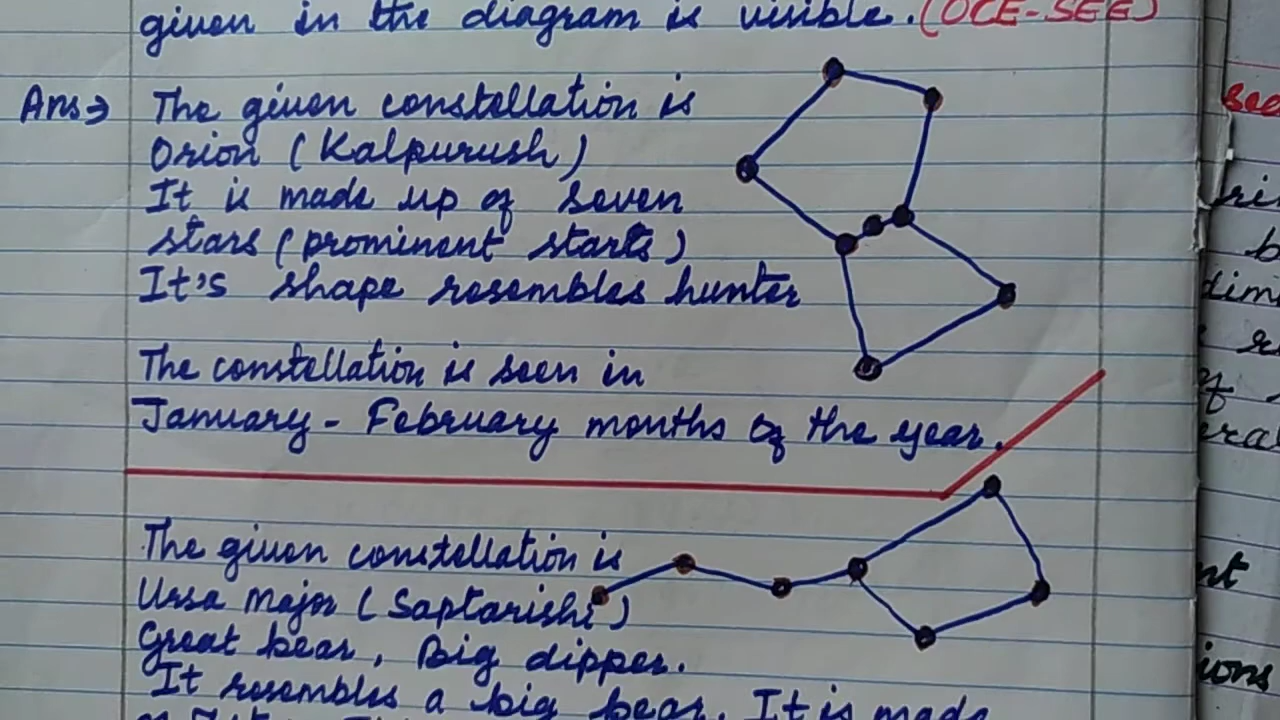 given in the diagram is visible. (OCE-SEE)
Ans→ The given constellation is
Orion (Kalpurush)
It is made up of seven
stars (prominent starts)
It's shape resembles hunter
The constellation is seen in
January - February months of the year.
The given constellation is
Ursa Major (Saptarishi)
Great bear, Big dipper.
It resembles a big bear. It is made